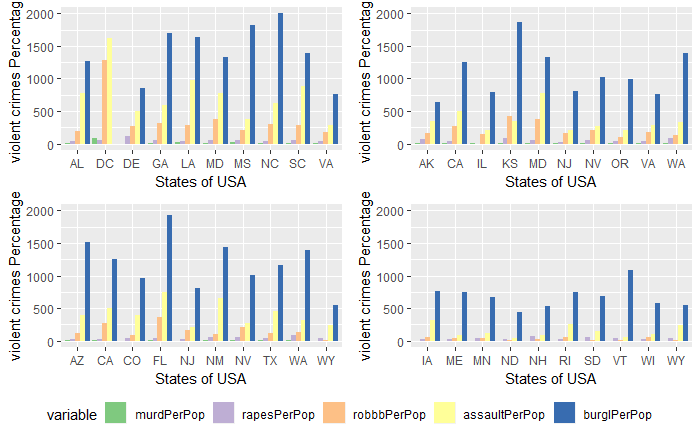 violent crimes Percentag
2000
1500
1000
500
0
AL DC DE GA LA MD MS NC SC VA
States of USA
violent crimes Percentag
2000
1500
1000
500
0
AK CA IL KS MD NJ NV OR VA WA
States of USA
violent crimes Percentage
2000
1500
1000
500
0
AZ CA CO FL NJ NM NV TX WA WY
States of USA
violent crimes Percentage
2000
1500
1000
500
0
IA ME MN ND NH RI SD VT WI WY
States of USA
variable murdPerPop rapesPerPop robbbPerPop assaultPerPop burglPerPop